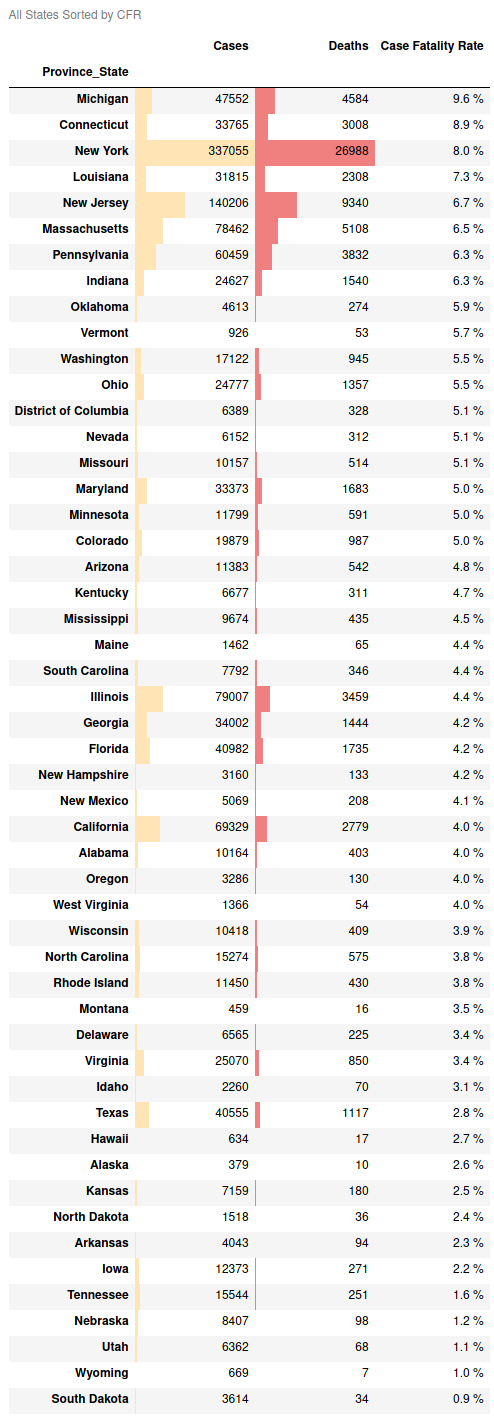 All States Sorted by CFR
Cases Deaths Case Fatality Rate
Province_State
Michigan 47552 4584 9.6 %
Connecticut 33765 3008 8.9 %
New York 337055 26988 8.0 %
Louisiana 31815 2308 7.3 %
New Jersey 140206 9340 6.7 %
Massachusetts 78462 5108 6.5 %
Pennsylvania 60459 3832 6.3 %
Indiana 24627 1540 6.3 %
Oklahoma 4613 274 5.9 %
Vermont 926 53 5.7 %
Washington 17122 945 5.5 %
Ohio 24777 1357 5.5 %
District of Columbia 6389 328 5.1 %
Nevada 6152 312 5.1 %
Missouri 10157 514 5.1 %
Maryland 33373 1683 5.0 %
Minnesota 11799 591 5.0 %
Colorado 19879 987 5.0 %
Arizona 11383 542 4.8 %
Kentucky 6677 311 4.7 %
Mississippi 9674 435 4.5 %
Maine 1462 65 4.4 %
South Carolina 7792 346 4.4 %
Illinois 79007 3459 4.4 %
Georgia 34002 1444 4.2 %
Florida 40982 1735 4.2 %
New Hampshire 3160 133 4.2 %
New Mexico 5069 208 4.1 %
California 69329 2779 4.0 %
Alabama 10164 403 4.0 %
Oregon 3286 130 4.0 %
West Virginia 1366 54 4.0 %
Wisconsin 10418 409 3.9 %
North Carolina 15274 575 3.8 %
Rhode Island 11450 430 3.8 %
Montana 459 16 3.5 %
Delaware 6565 225 3.4 %
Virginia 25070 850 3.4 %
Idaho 2260 70 3.1 %
Texas 40555 1117 2.8 %
Hawaii 634 17 2.7 %
Alaska 379 10 2.6 %
Kansas 7159 180 2.5 %
North Dakota 1518 36 2.4 %
Arkansas 4043 94 2.3 %
Iowa 12373 271 2.2 %
Tennessee 15544 251 1.6 %
Nebraska 8407 98 1.2 %
Utah 6362 68 1.1 %
Wyoming 669 7 1.0 %
South Dakota 3614 34 0.9 %